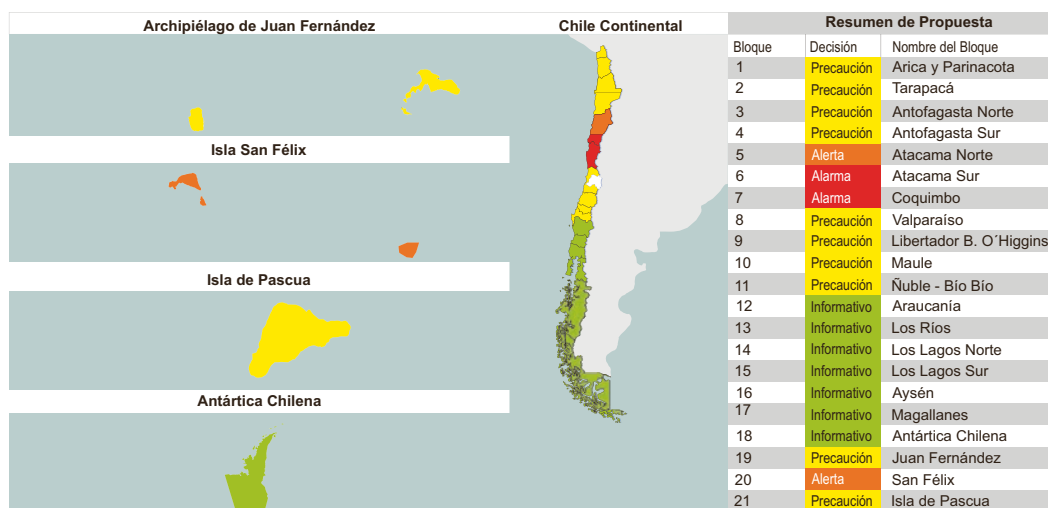 Archipiélago de Juan Fernández
Isla San Félix
Isla de Pascua
Antártica Chilena
Chile Continental
Resumen de Propuesta
Bloque Decisión Nombre del Bloque
1 Precaución Arica y Parinacota
2 Precaución Tarapacá
3 Precaución Antofagasta Norte
4 Precaución Antofagasta Sur
5 Alerta Atacama Norte
6 Alarma Atacama Sur
7 Alarma Coquimbo
8 Precaución Valparaíso
9 Precaución Libertador B. O´Higgins
10 Precaución Maule
11 Precaución Ñuble - Bío Bío
12 Informativo Araucanía
13 Informativo Los Ríos
14 Informativo Los Lagos Norte
15 Informativo Los Lagos Sur
16 Informativo Aysén
17 Informativo Magallanes
18 Informativo Antártica Chilena
19 Precaución Juan Fernández
20 Alerta San Félix
21 Precaución Isla de Pascua